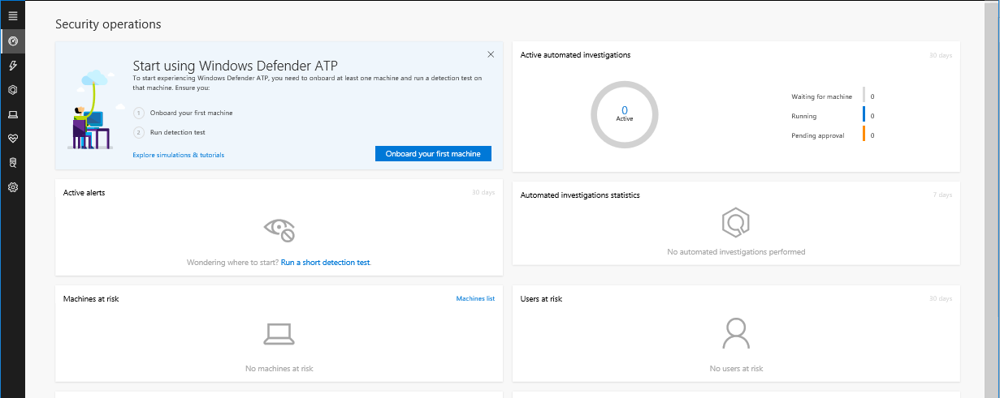 Security operations
Start using Windows Defender ATP
To start experiencing Windows Defender ATP, you need to onboard at least one machine and run a detection test on
that machine. Ensure you:
1 Onboard your first machine
2 Run detection test
Explore simulations & tutorials
Onboard your first machine
Active automated investigations
30 days
0
Active
Waiting for machine 0
Running 0
Pending approval 0
Active alerts
30 days
Wondering where to start? Run a short detection test.
Automated investigations statistics
7 days
No automated investigations performed
Machines at risk
Machines list
No machines at risk
Users at risk
30 days
No users at risk